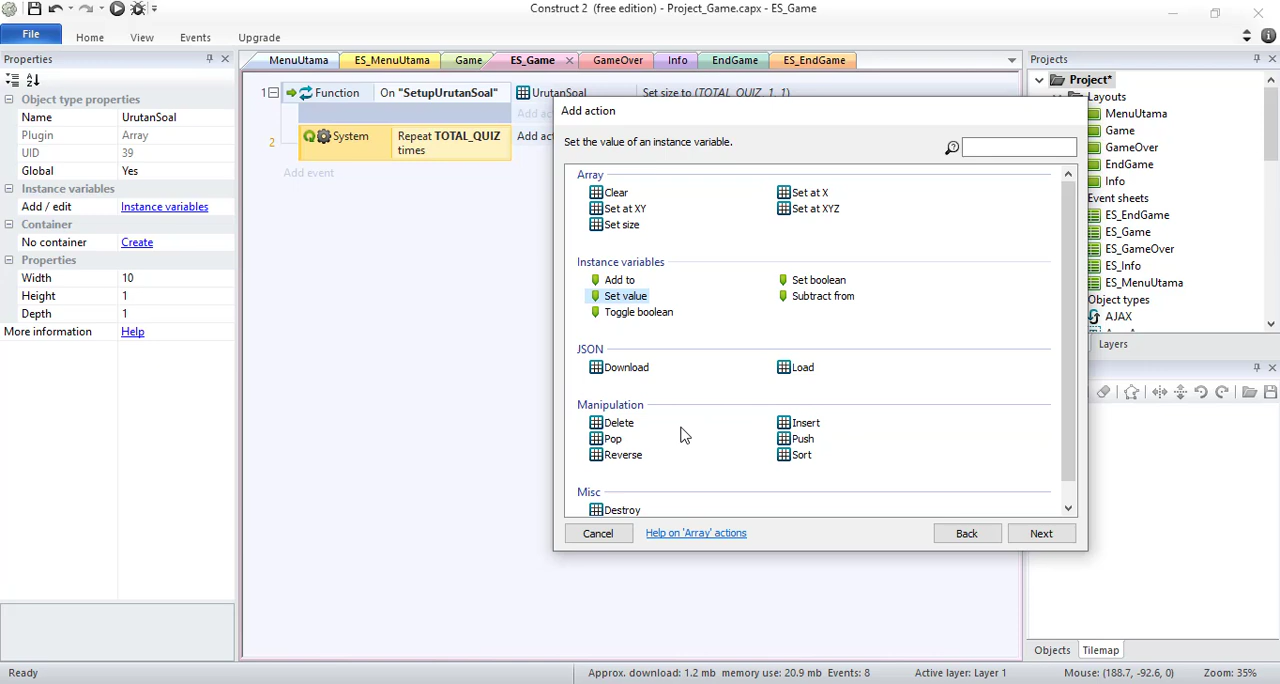 Construct 2 (free edition) - Project_Game.capx - ES_Game
File Home View Events Upgrade
Properties
Object type properties
Name UrutanSoal
Plugin Array
UID 39
Global Yes
Instance variables
Add / edit Instance variables
Container
No container Create
Properties
Width 10
Height 1
Depth 1
More information Help
MenuUtama ES_MenuUtama Game ES_Game GameOver Info EndGame ES_EndGame
1 Function On "SetupUrutanSoal" UrutanSoal Set size to (TOTAL_QUIZ, 1, 1)
Add ac
2 System Repeat TOTAL_QUIZ times Add ac
Add event
Add action
Set the value of an instance variable.
Array
Clear Set at X
Set at XY Set at XYZ
Set size
Instance variables
Add to Set boolean
Set value Subtract from
Toggle boolean
JSON
Download Load
Manipulation
Delete Insert
Pop Push
Reverse Sort
Misc
Destroy
Cancel Help on 'Array' actions Back Next
Projects
Project*
Layouts
MenuUtama
Game
GameOver
EndGame
Info
Event sheets
ES_EndGame
ES_Game
ES_GameOver
ES_Info
ES_MenuUtama
Object types
AJAX
Layers
Objects Tilemap
Ready Approx. download: 1.2 mb memory use: 20.9 mb Events: 8 Active layer: Layer 1 Mouse: (188.7, -92.6, 0) Zoom: 35%